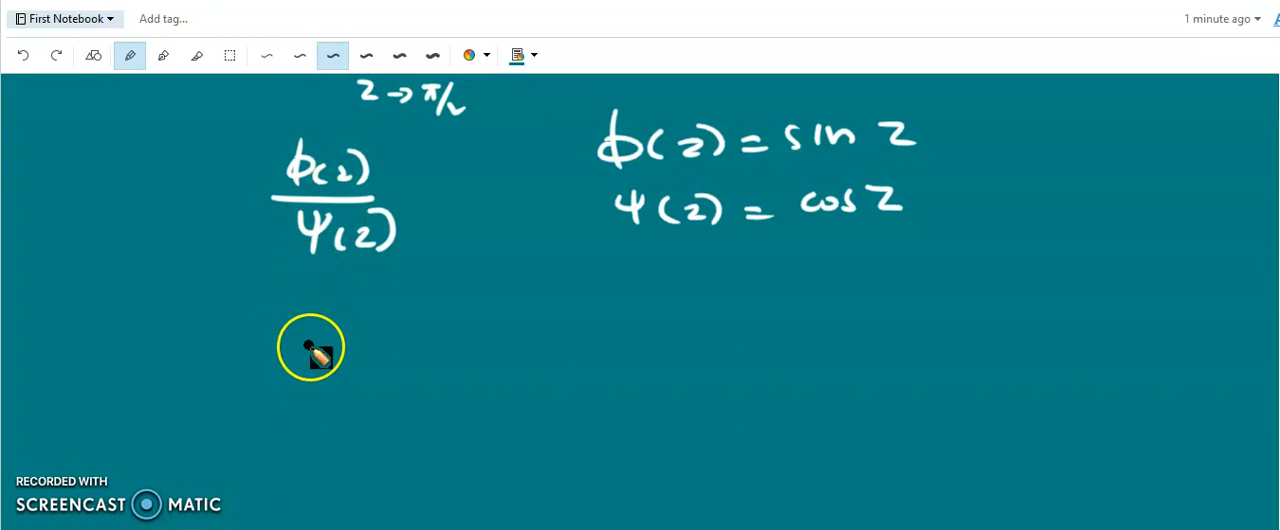 First Notebook Add tag... 1 minute ago
z → π/2
ϕ(z)
ψ(z)
ϕ(z) = sin z
ψ(z) = cos z
RECORDED WITH
SCREENCAST MATIC